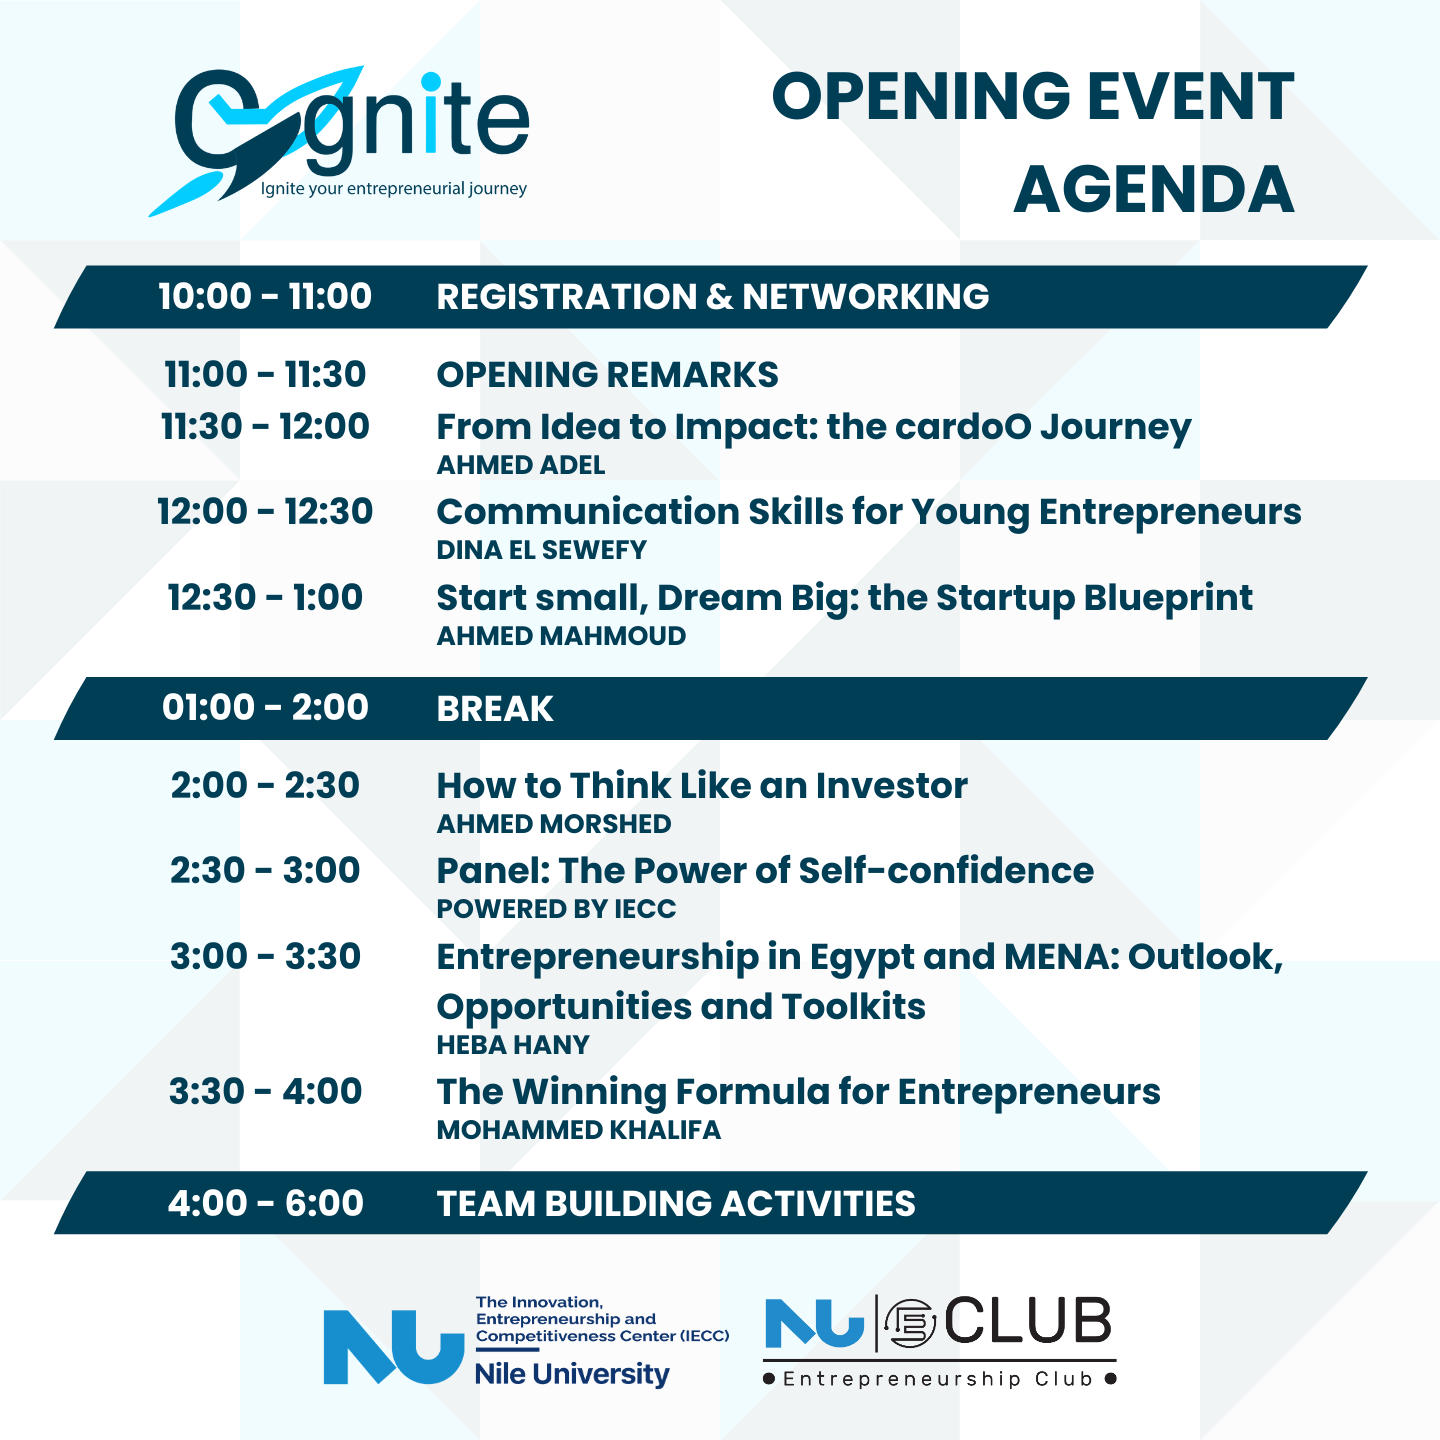 Cognite
Ignite your entrepreneurial journey
OPENING EVENT
AGENDA
10:00 - 11:00 REGISTRATION & NETWORKING
11:00 - 11:30 OPENING REMARKS
11:30 - 12:00 From Idea to Impact: the cardoO Journey
AHMED ADEL
12:00 - 12:30 Communication Skills for Young Entrepreneurs
DINA EL SEWEFY
12:30 - 1:00 Start small, Dream Big: the Startup Blueprint
AHMED MAHMOUD
01:00 - 2:00 BREAK
2:00 - 2:30 How to Think Like an Investor
AHMED MORSHED
2:30 - 3:00 Panel: The Power of Self-confidence
POWERED BY IECC
3:00 - 3:30 Entrepreneurship in Egypt and MENA: Outlook,
Opportunities and Toolkits
HEBA HANY
3:30 - 4:00 The Winning Formula for Entrepreneurs
MOHAMMED KHALIFA
4:00 - 6:00 TEAM BUILDING ACTIVITIES
NU
The Innovation,
Entrepreneurship and
Competitiveness Center (IECC)
Nile University
NU E CLUB
Entrepreneurship Club